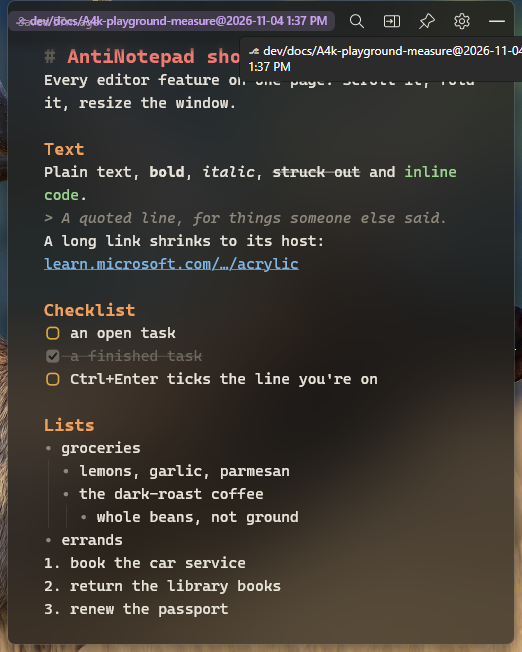 dev/docs/A4k-playground-measure@2026-11-04 1:37 PM
dev/docs/A4k-playground-measure@2026-11-04
1:37 PM
# AntiNotepad sho
Every editor feature on one page. Scroll it, fold
it, resize the window.
Text
Plain text, bold, italic, struck out and inline
code.
> A quoted line, for things someone else said.
A long link shrinks to its host:
learn.microsoft.com/…/acrylic
Checklist
an open task
a finished task
Ctrl+Enter ticks the line you're on
Lists
• groceries
• lemons, garlic, parmesan
• the dark-roast coffee
• whole beans, not ground
• errands
1. book the car service
2. return the library books
3. renew the passport